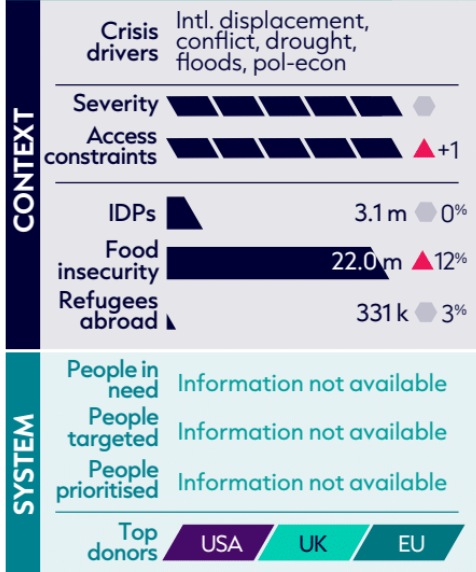 CONTEXT
Crisis drivers
Intl. displacement,
conflict, drought,
floods, pol-econ
Severity
Access constraints
+1
IDPs
3.1 m
0%
Food insecurity
22.0 m
12%
Refugees abroad
331 k
3%
SYSTEM
People in need
Information not available
People targeted
Information not available
People prioritised
Information not available
Top donors
USA
UK
EU